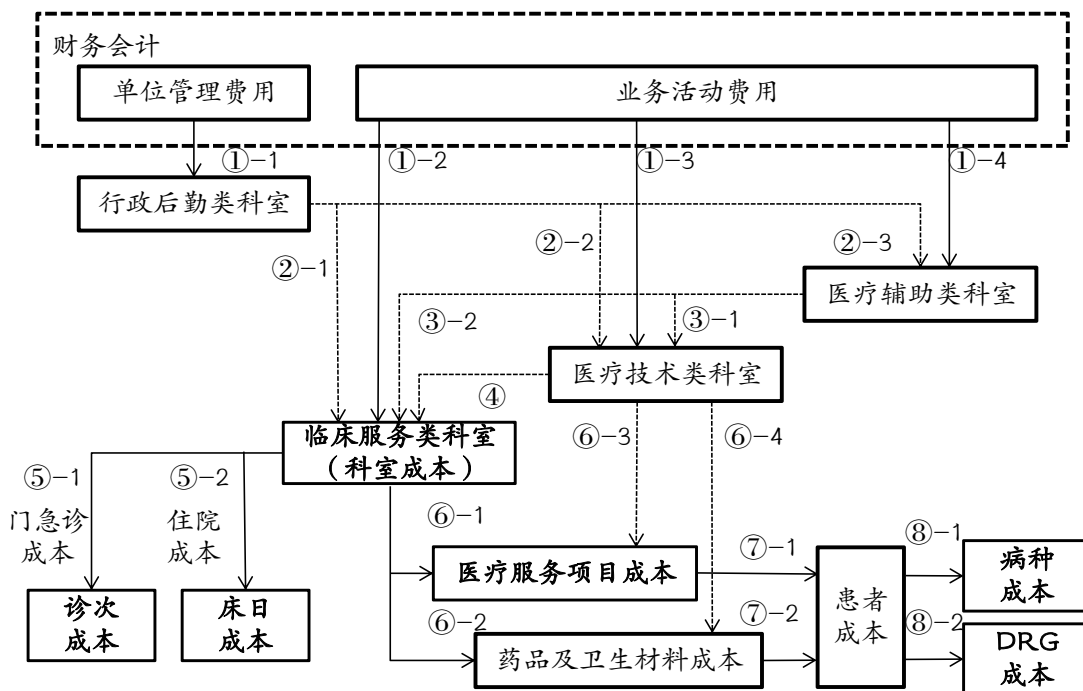 财务会计
单位管理费用
业务活动费用
①-1
①-2
①-3
①-4
行政后勤类科室
②-1
②-2
②-3
医疗辅助类科室
③-2
③-1
医疗技术类科室
④
临床服务类科室
（科室成本）
⑥-3
⑥-4
⑤-1
⑤-2
门急诊
成本
住院
成本
⑥-1
医疗服务项目成本
⑦-1
⑧-1
病种
成本
诊次
成本
床日
成本
患者
成本
⑥-2
⑦-2
⑧-2
药品及卫生材料成本
DRG
成本